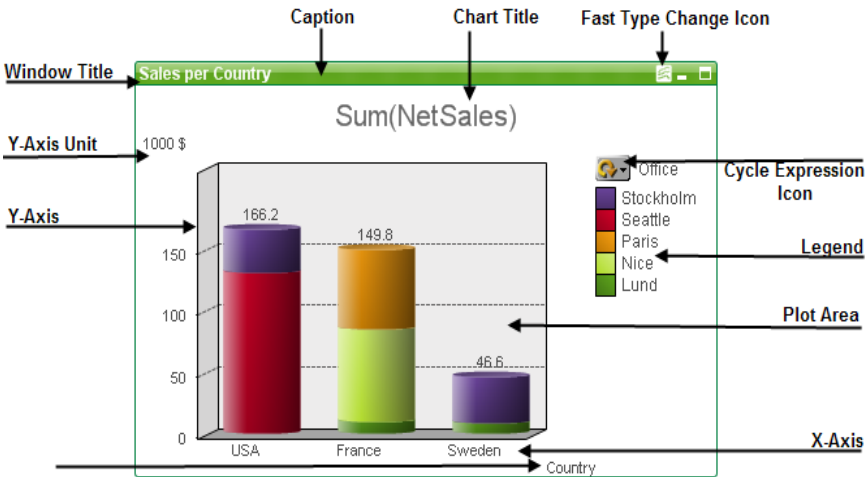 Caption
Chart Title
Fast Type Change Icon
Window Title
Sales per Country
Sum(NetSales)
Y-Axis Unit
1000 $
Office
Cycle Expression
Icon
Stockholm
Seattle
Paris
Nice
Lund
Y-Axis
166.2
149.8
46.6
150
100
50
0
Legend
Plot Area
USA
France
Sweden
X-Axis
Country